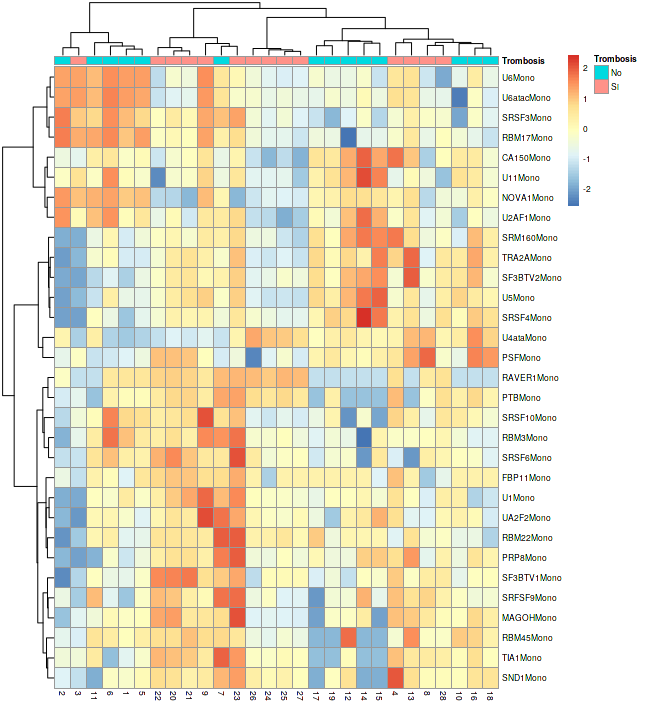 Trombosis
2
1
0
-1
-2
Trombosis
No
SI
U6Mono
U6atacMono
SRSF3Mono
RBM17Mono
CA150Mono
U11Mono
NOVA1Mono
U2AF1Mono
SRM160Mono
TRA2AMono
SF3BTV2Mono
U5Mono
SRSF4Mono
U4ataMono
PSFMono
RAVER1Mono
PTBMono
SRSF10Mono
RBM3Mono
SRSF6Mono
FBP11Mono
U1Mono
UA2F2Mono
RBM22Mono
PRP8Mono
SF3BTV1Mono
SRFSF9Mono
MAGOHMono
RBM45Mono
TIA1Mono
SND1Mono
2 3 11 6 1 5 22 20 21 9 7 23 26 24 25 27 17 19 12 14 15 4 13 8 28 10 16 18